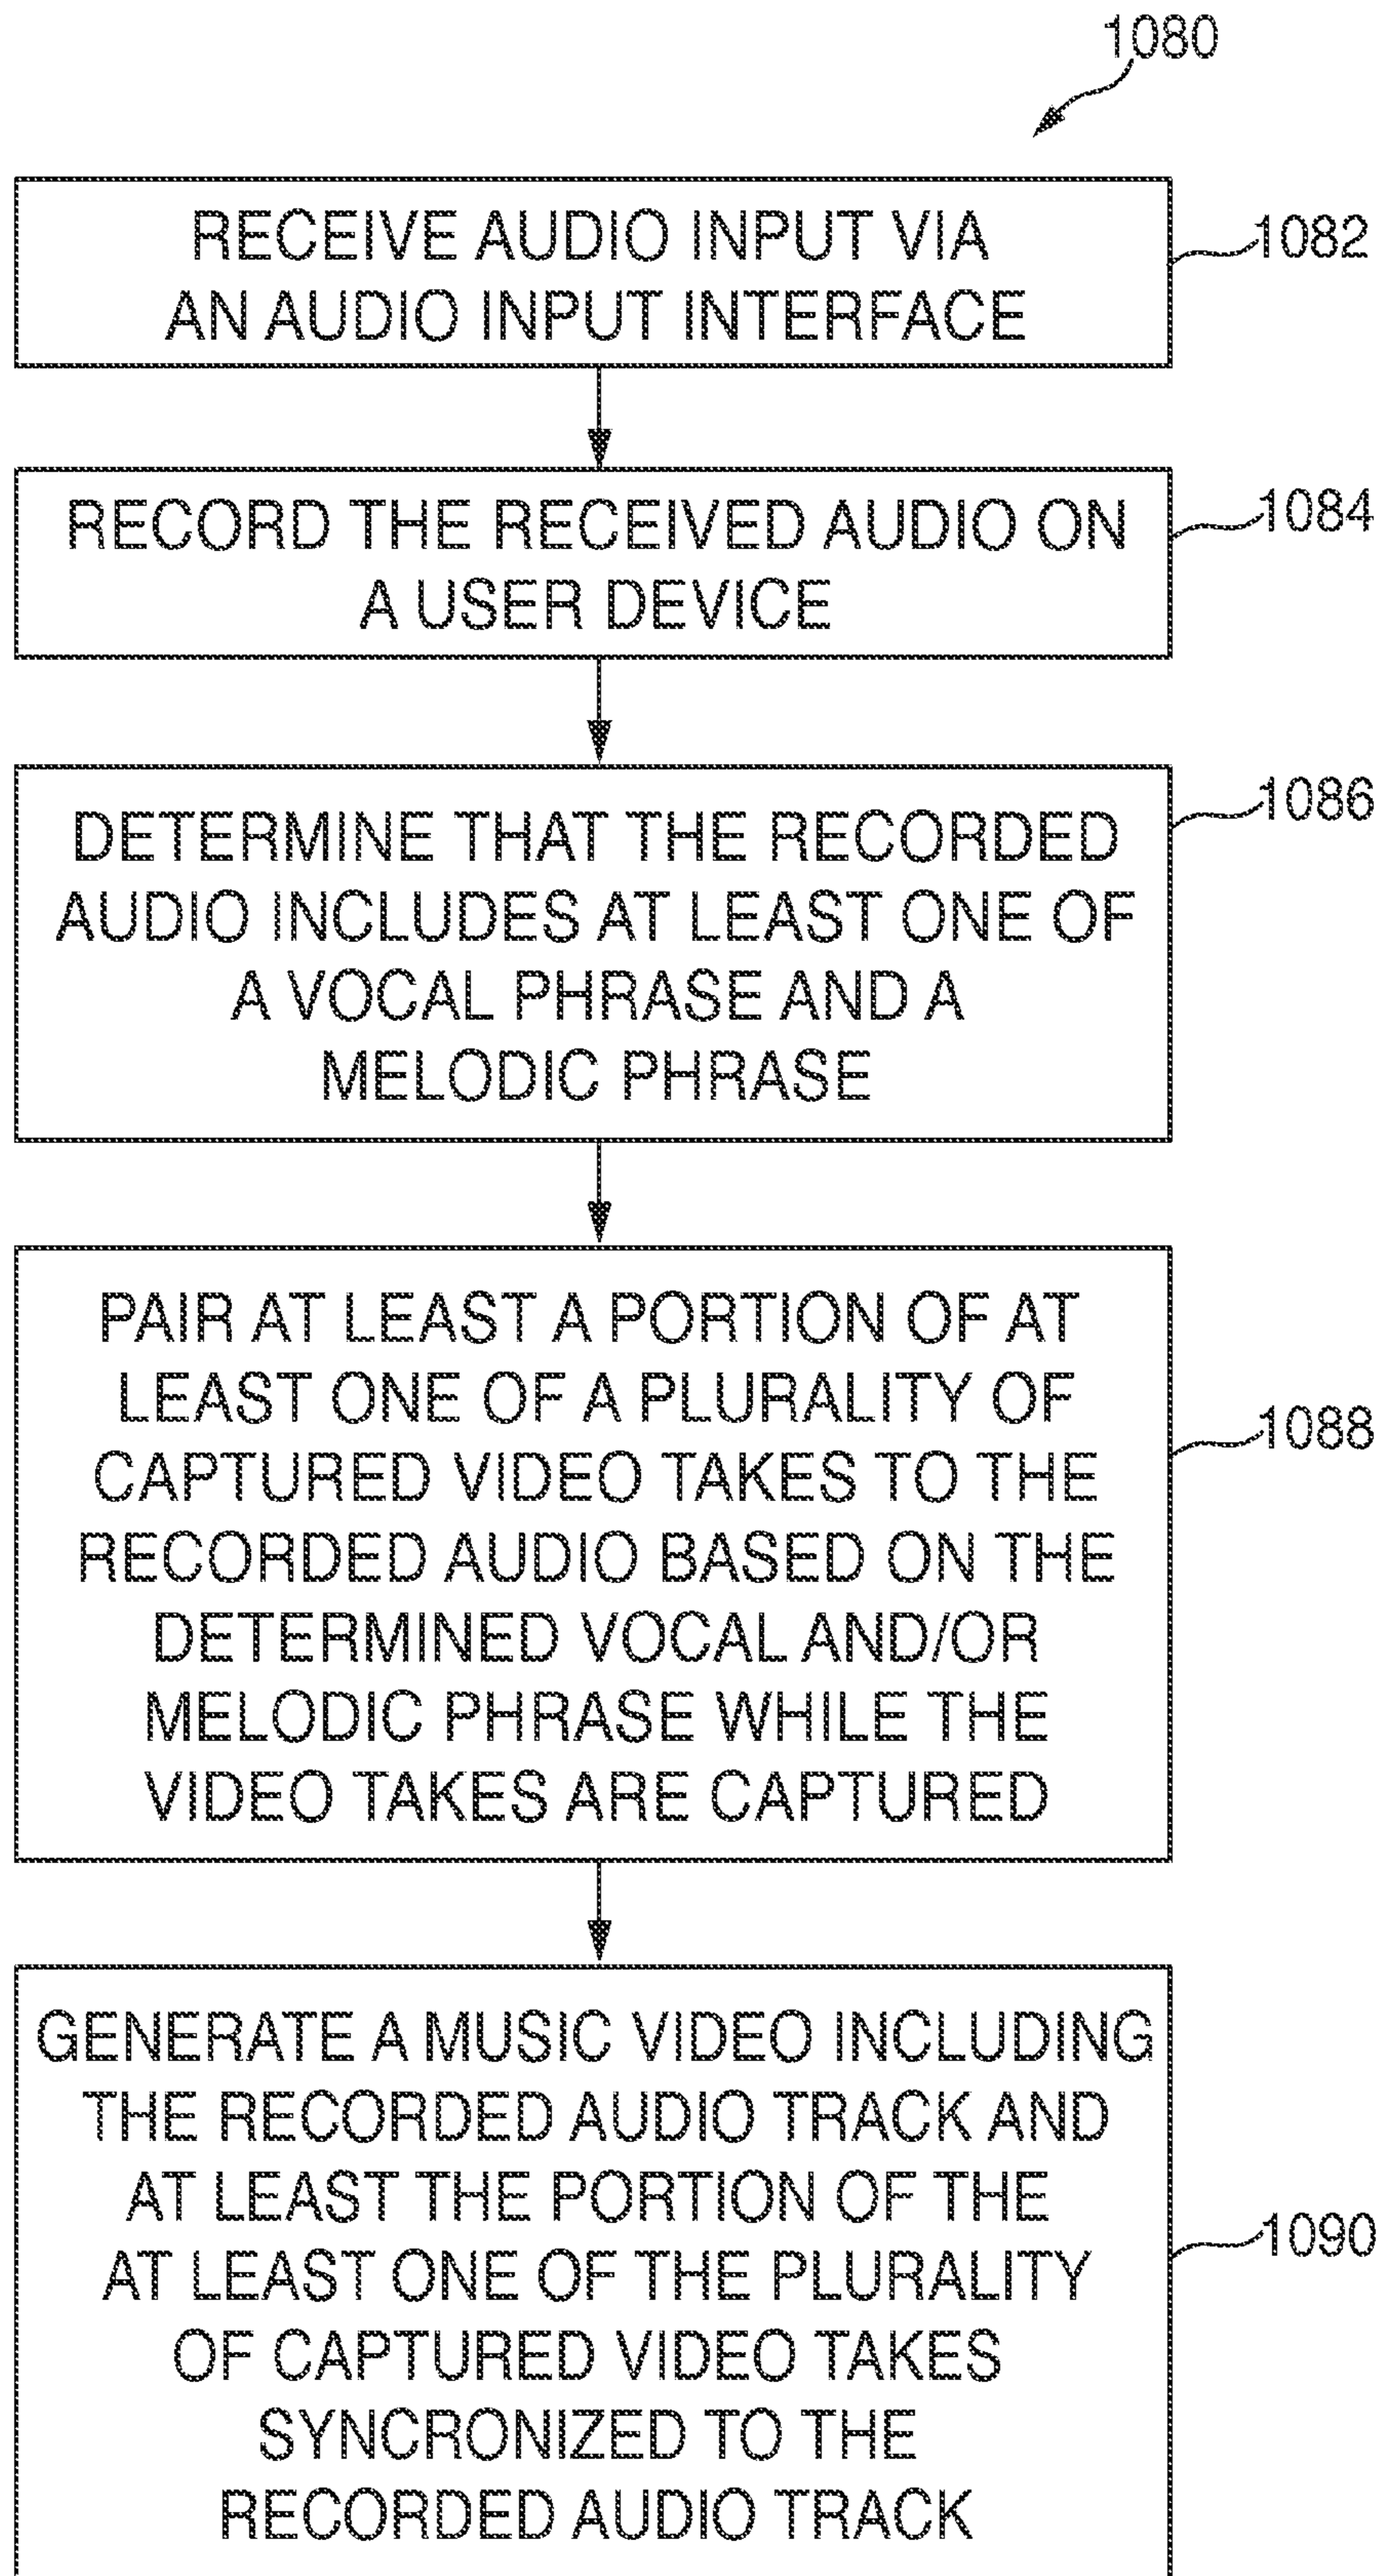 1080
RECEIVE AUDIO INPUT VIA
AN AUDIO INPUT INTERFACE
1082
RECORD THE RECEIVED AUDIO ON
A USER DEVICE
1084
DETERMINE THAT THE RECORDED
AUDIO INCLUDES AT LEAST ONE OF
A VOCAL PHRASE AND A
MELODIC PHRASE
1086
PAIR AT LEAST A PORTION OF AT
LEAST ONE OF A PLURALITY OF
CAPTURED VIDEO TAKES TO THE
RECORDED AUDIO BASED ON THE
DETERMINED VOCAL AND/OR
MELODIC PHRASE WHILE THE
VIDEO TAKES ARE CAPTURED
1088
GENERATE A MUSIC VIDEO INCLUDING
THE RECORDED AUDIO TRACK AND
AT LEAST THE PORTION OF THE
AT LEAST ONE OF THE PLURALITY
OF CAPTURED VIDEO TAKES
SYNCRONIZED TO THE
RECORDED AUDIO TRACK
1090